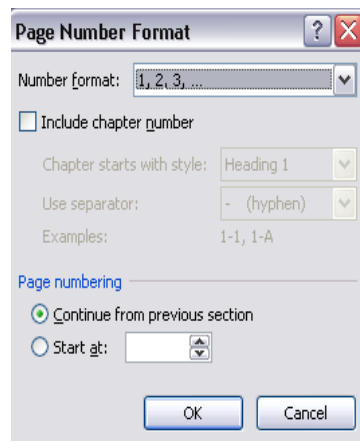 Page Number Format
Number format: 1, 2, 3, ...
Include chapter number
Chapter starts with style: Heading 1
Use separator: - (hyphen)
Examples: 1-1, 1-A
Page numbering
Continue from previous section
Start at:
OK Cancel